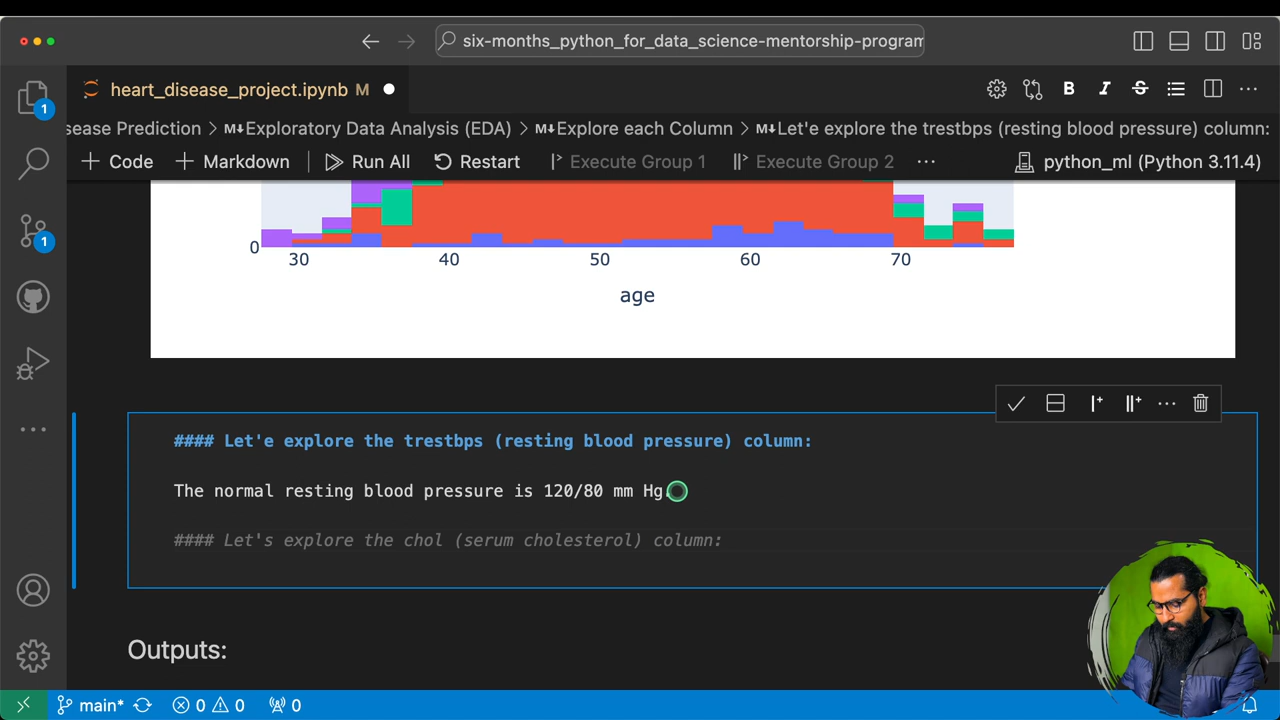 six-months_python_for_data_science-mentorship-program
1
heart_disease_project.ipynb M
sease Prediction > M↓Exploratory Data Analysis (EDA) > M↓Explore each Column > M↓Let'e explore the trestbps (resting blood pressure) column:
+ Code + Markdown Run All Restart Execute Group 1 Execute Group 2 ... python_ml (Python 3.11.4)
1
0
30 40 50 60 70
age
#### Let'e explore the trestbps (resting blood pressure) column:
The normal resting blood pressure is 120/80 mm Hg.
#### Let's explore the chol (serum cholesterol) column:
Outputs:
main* 0 0 0